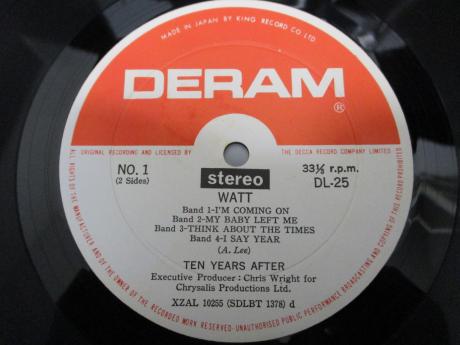 MADE IN JAPAN BY KING RECORD CO LTD
DERAM
®
ORIGINAL RECORDING AND LICENSED BY THE DECCA RECORD COMPANY LIMITED
NO. 1
(2 Sides)
stereo
33⅓ r.p.m.
DL-25
WATT
Band 1-I'M COMING ON
Band 2-MY BABY LEFT ME
Band 3-THINK ABOUT THE TIMES
Band 4-I SAY YEAR
(A. Lee)
TEN YEARS AFTER
Executive Producer: Chris Wright for
Chrysalis Productions Ltd.
XZAL 10255 (SDLBT 1378) d
ALL RIGHTS OF THE MANUFACTURER AND OF THE OWNER OF THE RECORDED WORK RESERVED-UNAUTHORISED PUBLIC PERFORMANCE BROADCASTING AND COPYING OF THIS RECORD PROHIBITED